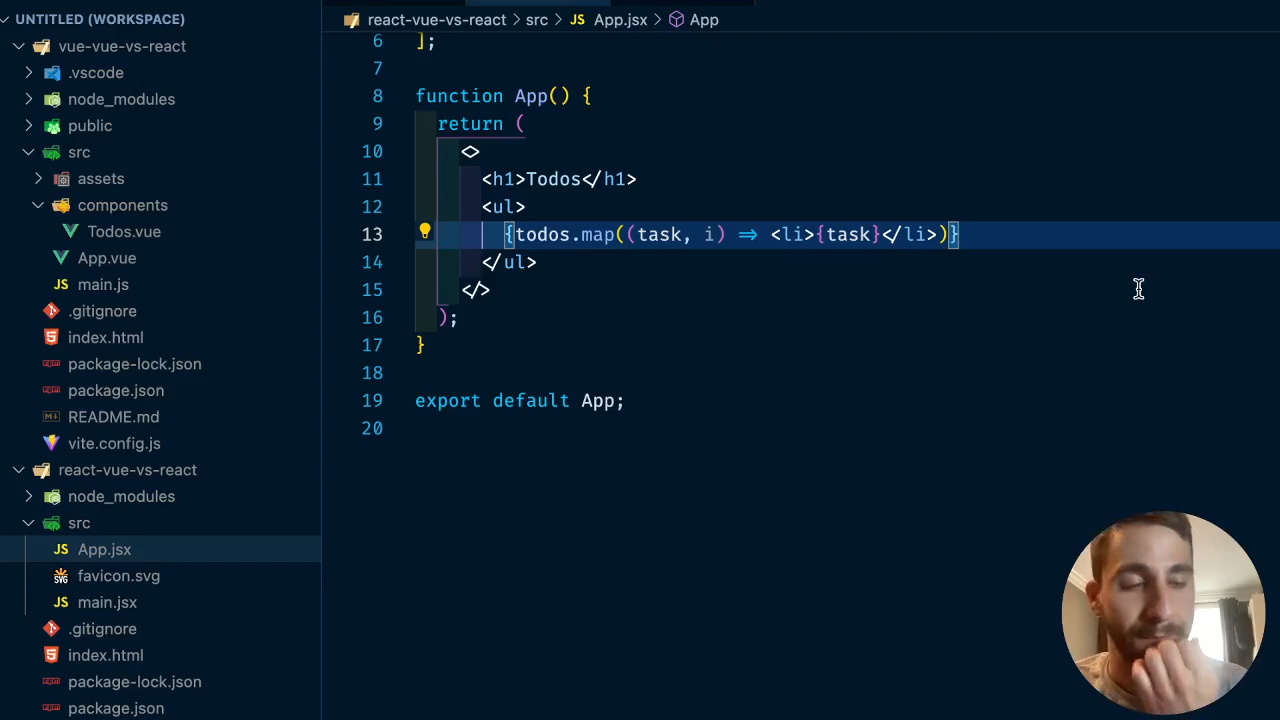 UNTITLED (WORKSPACE)
vue-vue-vs-react
.vscode
node_modules
public
src
assets
components
Todos.vue
App.vue
main.js
.gitignore
index.html
package-lock.json
package.json
README.md
vite.config.js
react-vue-vs-react
node_modules
src
JS App.jsx
SVG favicon.svg
JS main.jsx
.gitignore
index.html
package-lock.json
package.json
react-vue-vs-react > src > JS App.jsx > App
6 ];
7
8 function App() {
9 return (
10 <>
11 <h1>Todos</h1>
12 <ul>
13 {todos.map((task, i) => <li>{task}</li>)}
14 </ul>
15 </>
16 );
17 }
18
19 export default App;
20